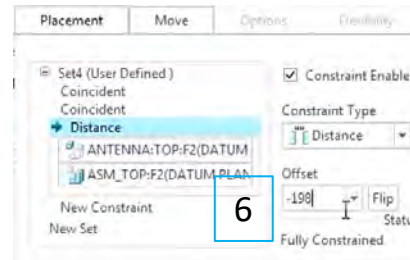 Placement Move Options Flexibility
Set4 (User Defined )
Coincident
Coincident
Distance
ANTENNA:TOP:F2(DATUM
ASM_TOP:F2(DATUM PLAN
New Constraint
New Set
6
Constraint Enable
Constraint Type
Distance
Offset
-198 Flip
Statu
Fully Constrained